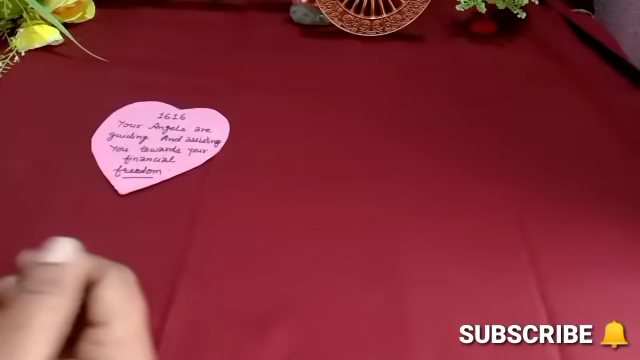 1616
Your Angels are
guiding And assisting
You towards your
financial
freedom
SUBSCRIBE